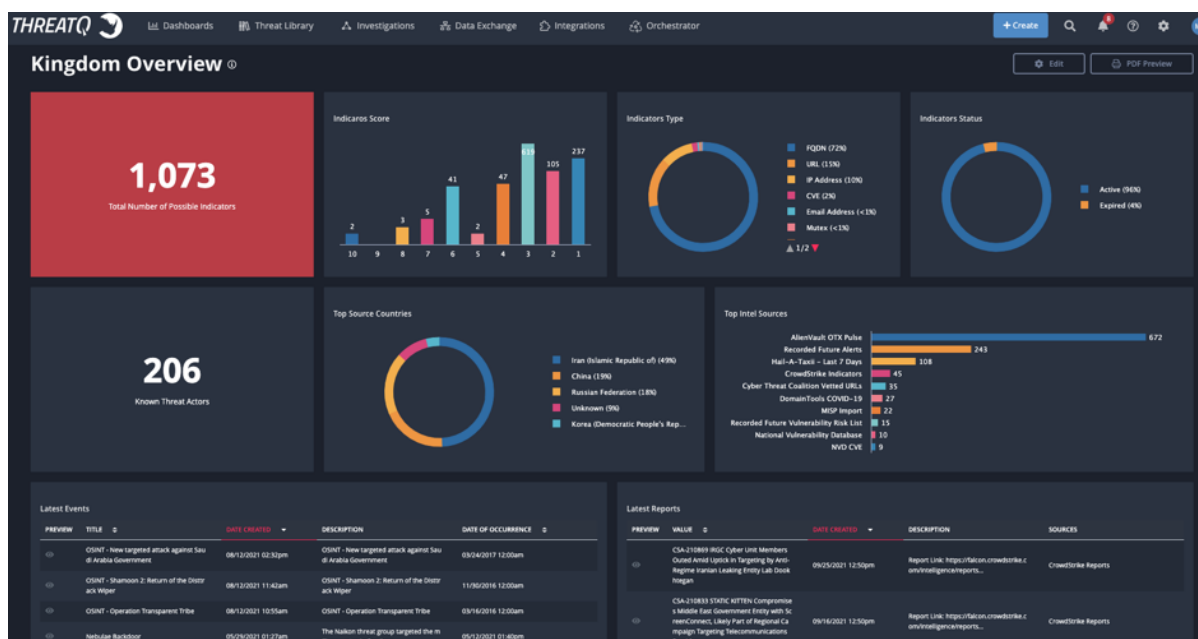 THREATQ
Dashboards
Threat Library
Investigations
Data Exchange
Integrations
Orchestrator
+ Create
6
Kingdom Overview
Edit
PDF Preview
1,073
Total Number of Possible Indicators
Indicaros Score
2
3
5
41
2
47
619
105
237
10 9 8 7 6 5 4 3 2 1
Indicators Type
FQDN (72%)
URL (15%)
IP Address (10%)
CVE (2%)
Email Address (<1%)
Mutex (<1%)
1/2
Indicators Status
Active (96%)
Expired (4%)
206
Known Threat Actors
Top Source Countries
Iran (Islamic Republic of) (49%)
China (19%)
Russian Federation (18%)
Unknown (9%)
Korea (Democratic People's Rep...
Top Intel Sources
AlienVault OTX Pulse 672
Recorded Future Alerts 243
Hail-A-Taxii - Last 7 Days 108
CrowdStrike Indicators 45
Cyber Threat Coalition Vetted URLs 35
DomainTools COVID-19 27
MISP Import 22
Recorded Future Vulnerability Risk List 15
National Vulnerability Database 10
NVD CVE 9
Latest Events
PREVIEW TITLE DATE CREATED DESCRIPTION DATE OF OCCURRENCE
OSINT - New targeted attack against Sau
di Arabia Government
08/12/2021 02:32pm
OSINT - New targeted attack against Sau
di Arabia Government
03/24/2017 12:00am
OSINT - Shamoon 2: Return of the Disttr
ack Wiper
08/12/2021 11:42am
OSINT - Shamoon 2: Return of the Disttr
ack Wiper
11/30/2016 12:00am
OSINT - Operation Transparent Tribe
08/12/2021 10:55am
OSINT - Operation Transparent Tribe
03/16/2016 12:00am
Nebulae Backdoor
05/29/2021 01:27am
The Naikon threat group targeted the m
05/12/2021 01:40pm
Latest Reports
PREVIEW VALUE DATE CREATED DESCRIPTION SOURCES
CSA-210869 IRGC Cyber Unit Members
Outed Amid Uptick in Targeting by Anti-
Regime Iranian Leaking Entity Lab Dook
htegan
09/25/2021 12:50pm
Report Link: https://falcon.crowdstrike.c
om/intelligence/reports...
CrowdStrike Reports
CSA-210833 STATIC KITTEN Compromise
s Middle East Government Entity with Sc
reenConnect, Likely Part of Regional Ca
mpaign Targeting Telecommunications
09/16/2021 12:50pm
Report Link: https://falcon.crowdstrike.c
om/intelligence/reports...
CrowdStrike Reports